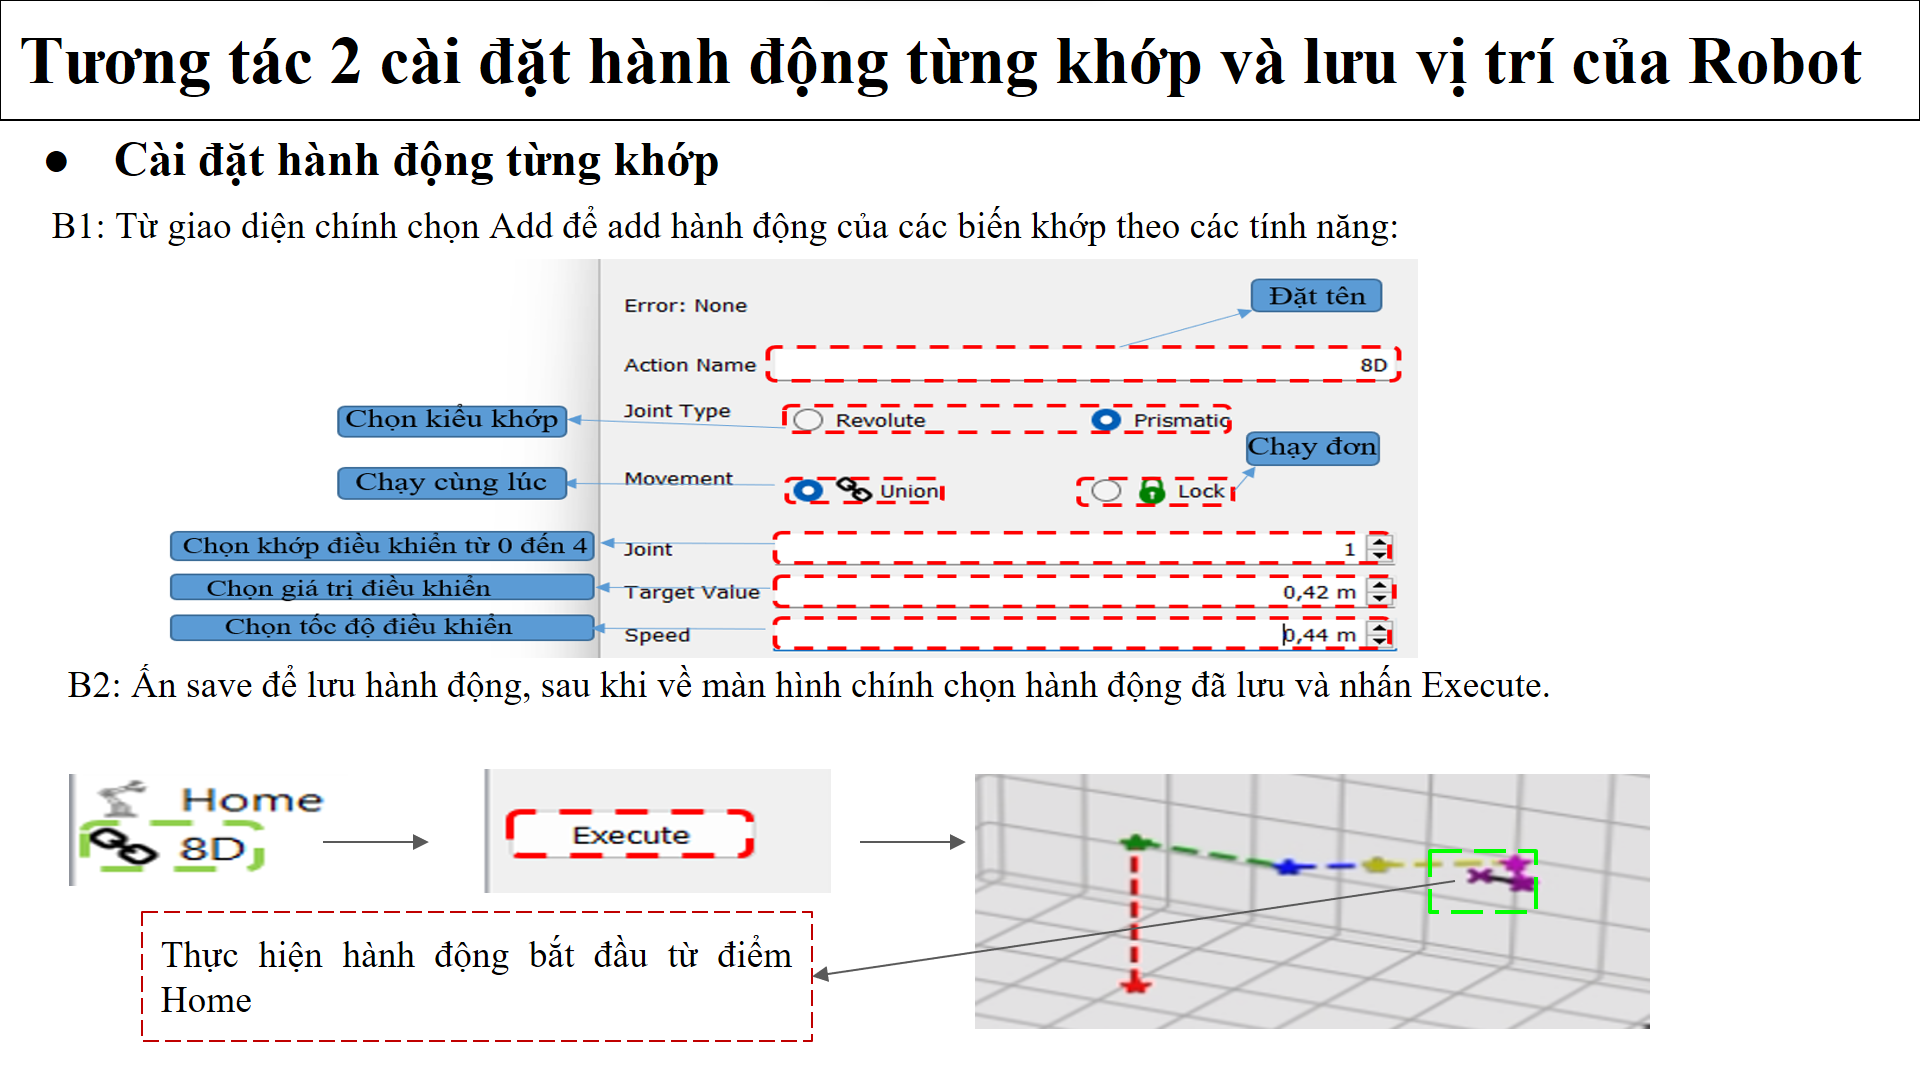 Tương tác 2 cài đặt hành động từng khớp và lưu vị trí của Robot
● Cài đặt hành động từng khớp
B1: Từ giao diện chính chọn Add để add hành động của các biến khớp theo các tính năng:
Error: None
Đặt tên
Action Name
8D
Chọn kiểu khớp
Joint Type
Revolute
Prismatic
Chạy đơn
Chạy cùng lúc
Movement
Union
Lock
Chọn khớp điều khiển từ 0 đến 4
Joint
1
Chọn giá trị điều khiển
Target Value
0,42 m
Chọn tốc độ điều khiển
Speed
0,44 m
B2: Ấn save để lưu hành động, sau khi về màn hình chính chọn hành động đã lưu và nhấn Execute.
Home
8D
Execute
Thực hiện hành động bắt đầu từ điểm
Home